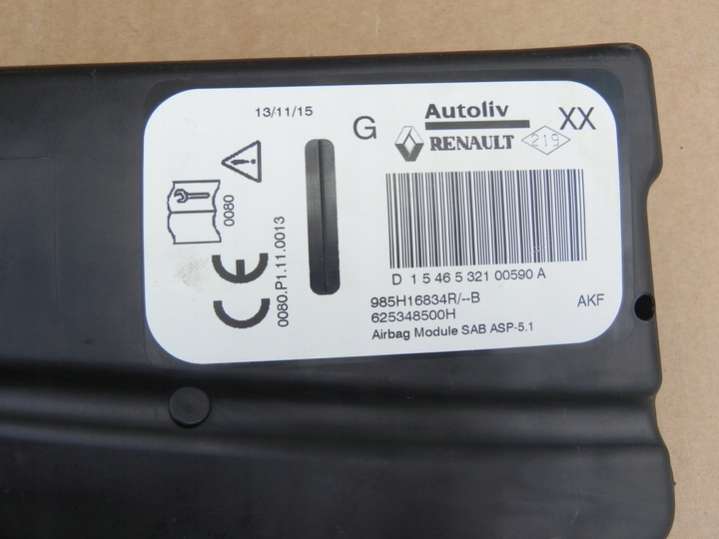 13/11/15
G
Autoliv
RENAULT
219
XX
0080
CE
0080.P1.11.0013
D 1 5 46 5 321 00590 A
985H16834R/--B
AKF
625348500H
Airbag Module SAB ASP-5.1